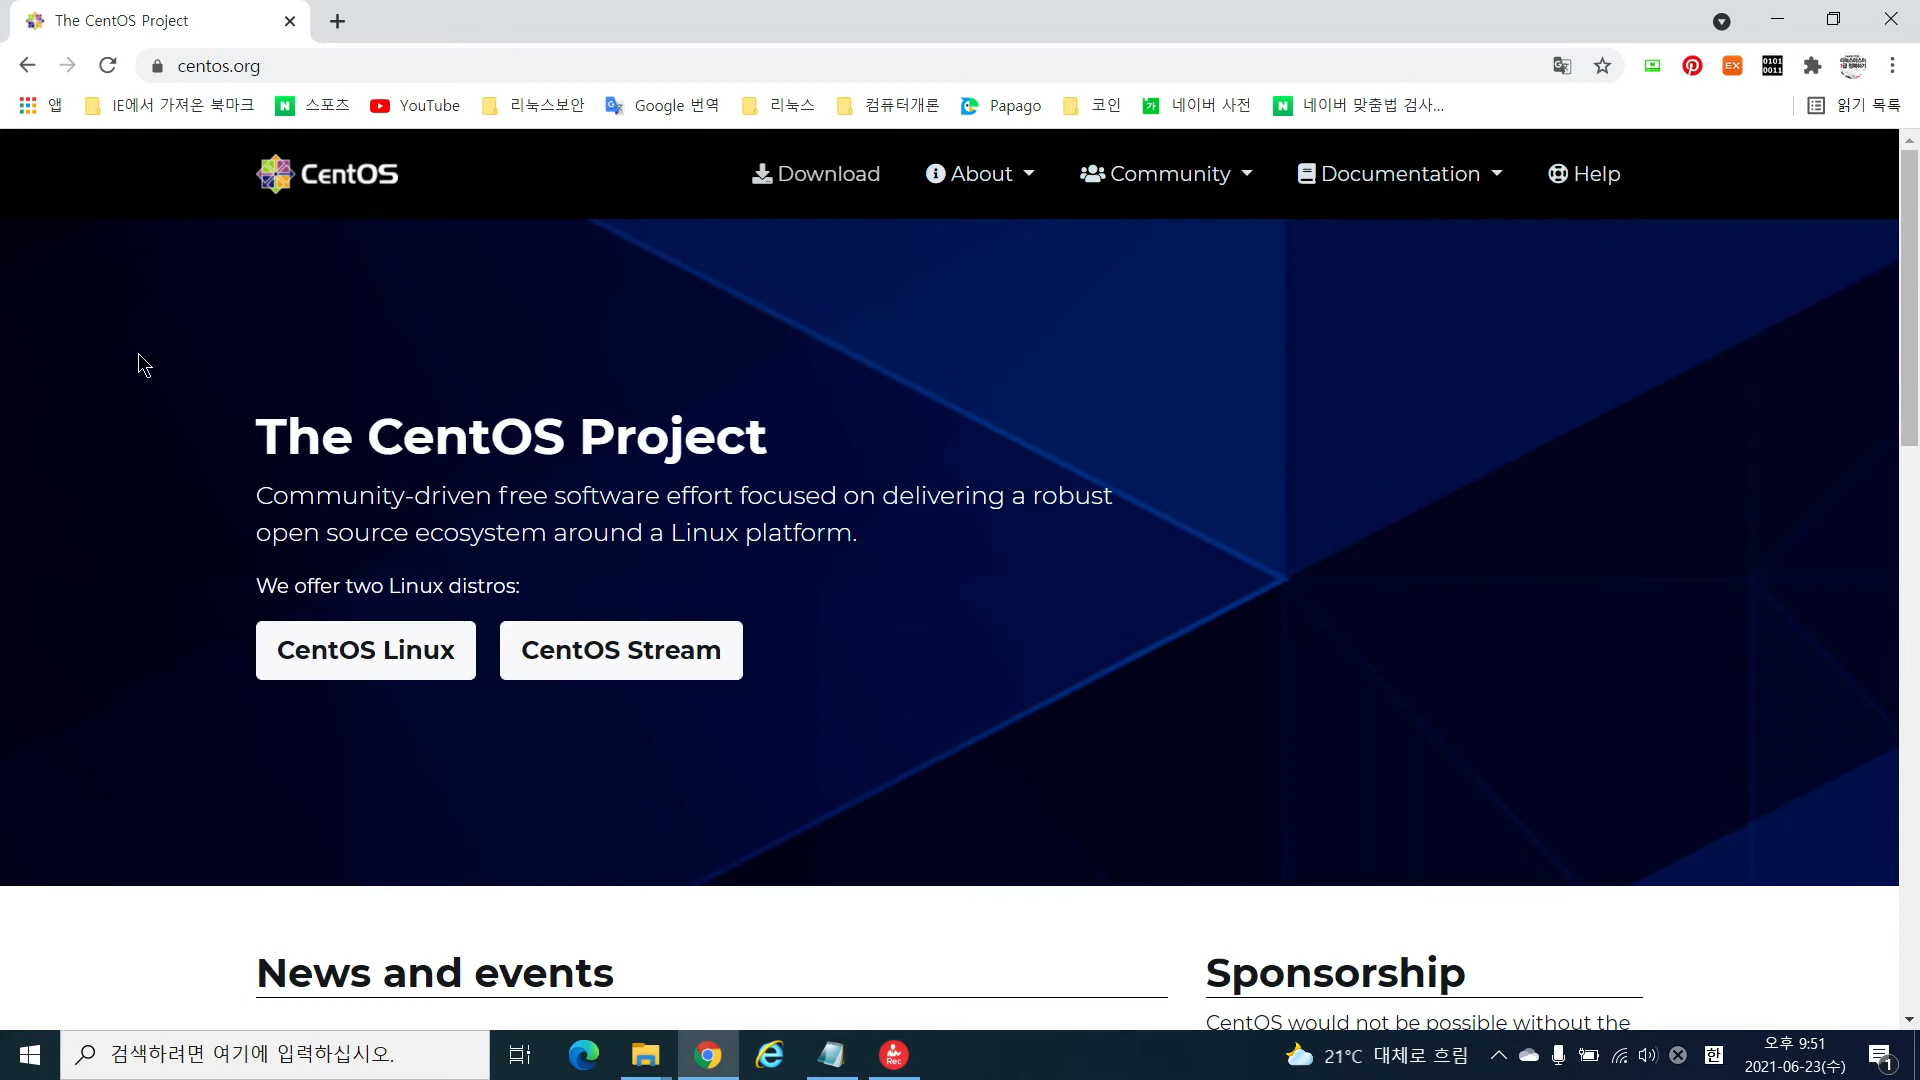 The CentOS Project
centos.org
앱 IE에서 가져온 북마크 스포츠 YouTube 리눅스보안 Google 번역 리눅스 컴퓨터개론 Papago 코인 네이버 사전 네이버 맞춤법 검사... 읽기 목록
CentOS Download About Community Documentation Help
The CentOS Project
Community-driven free software effort focused on delivering a robust
open source ecosystem around a Linux platform.
We offer two Linux distros:
CentOS Linux CentOS Stream
News and events Sponsorship
CentOS would not be possible without the
검색하려면 여기에 입력하십시오.
Rec
21°C 대체로 흐림
한
오후 9:51
2021-06-23(수)
1